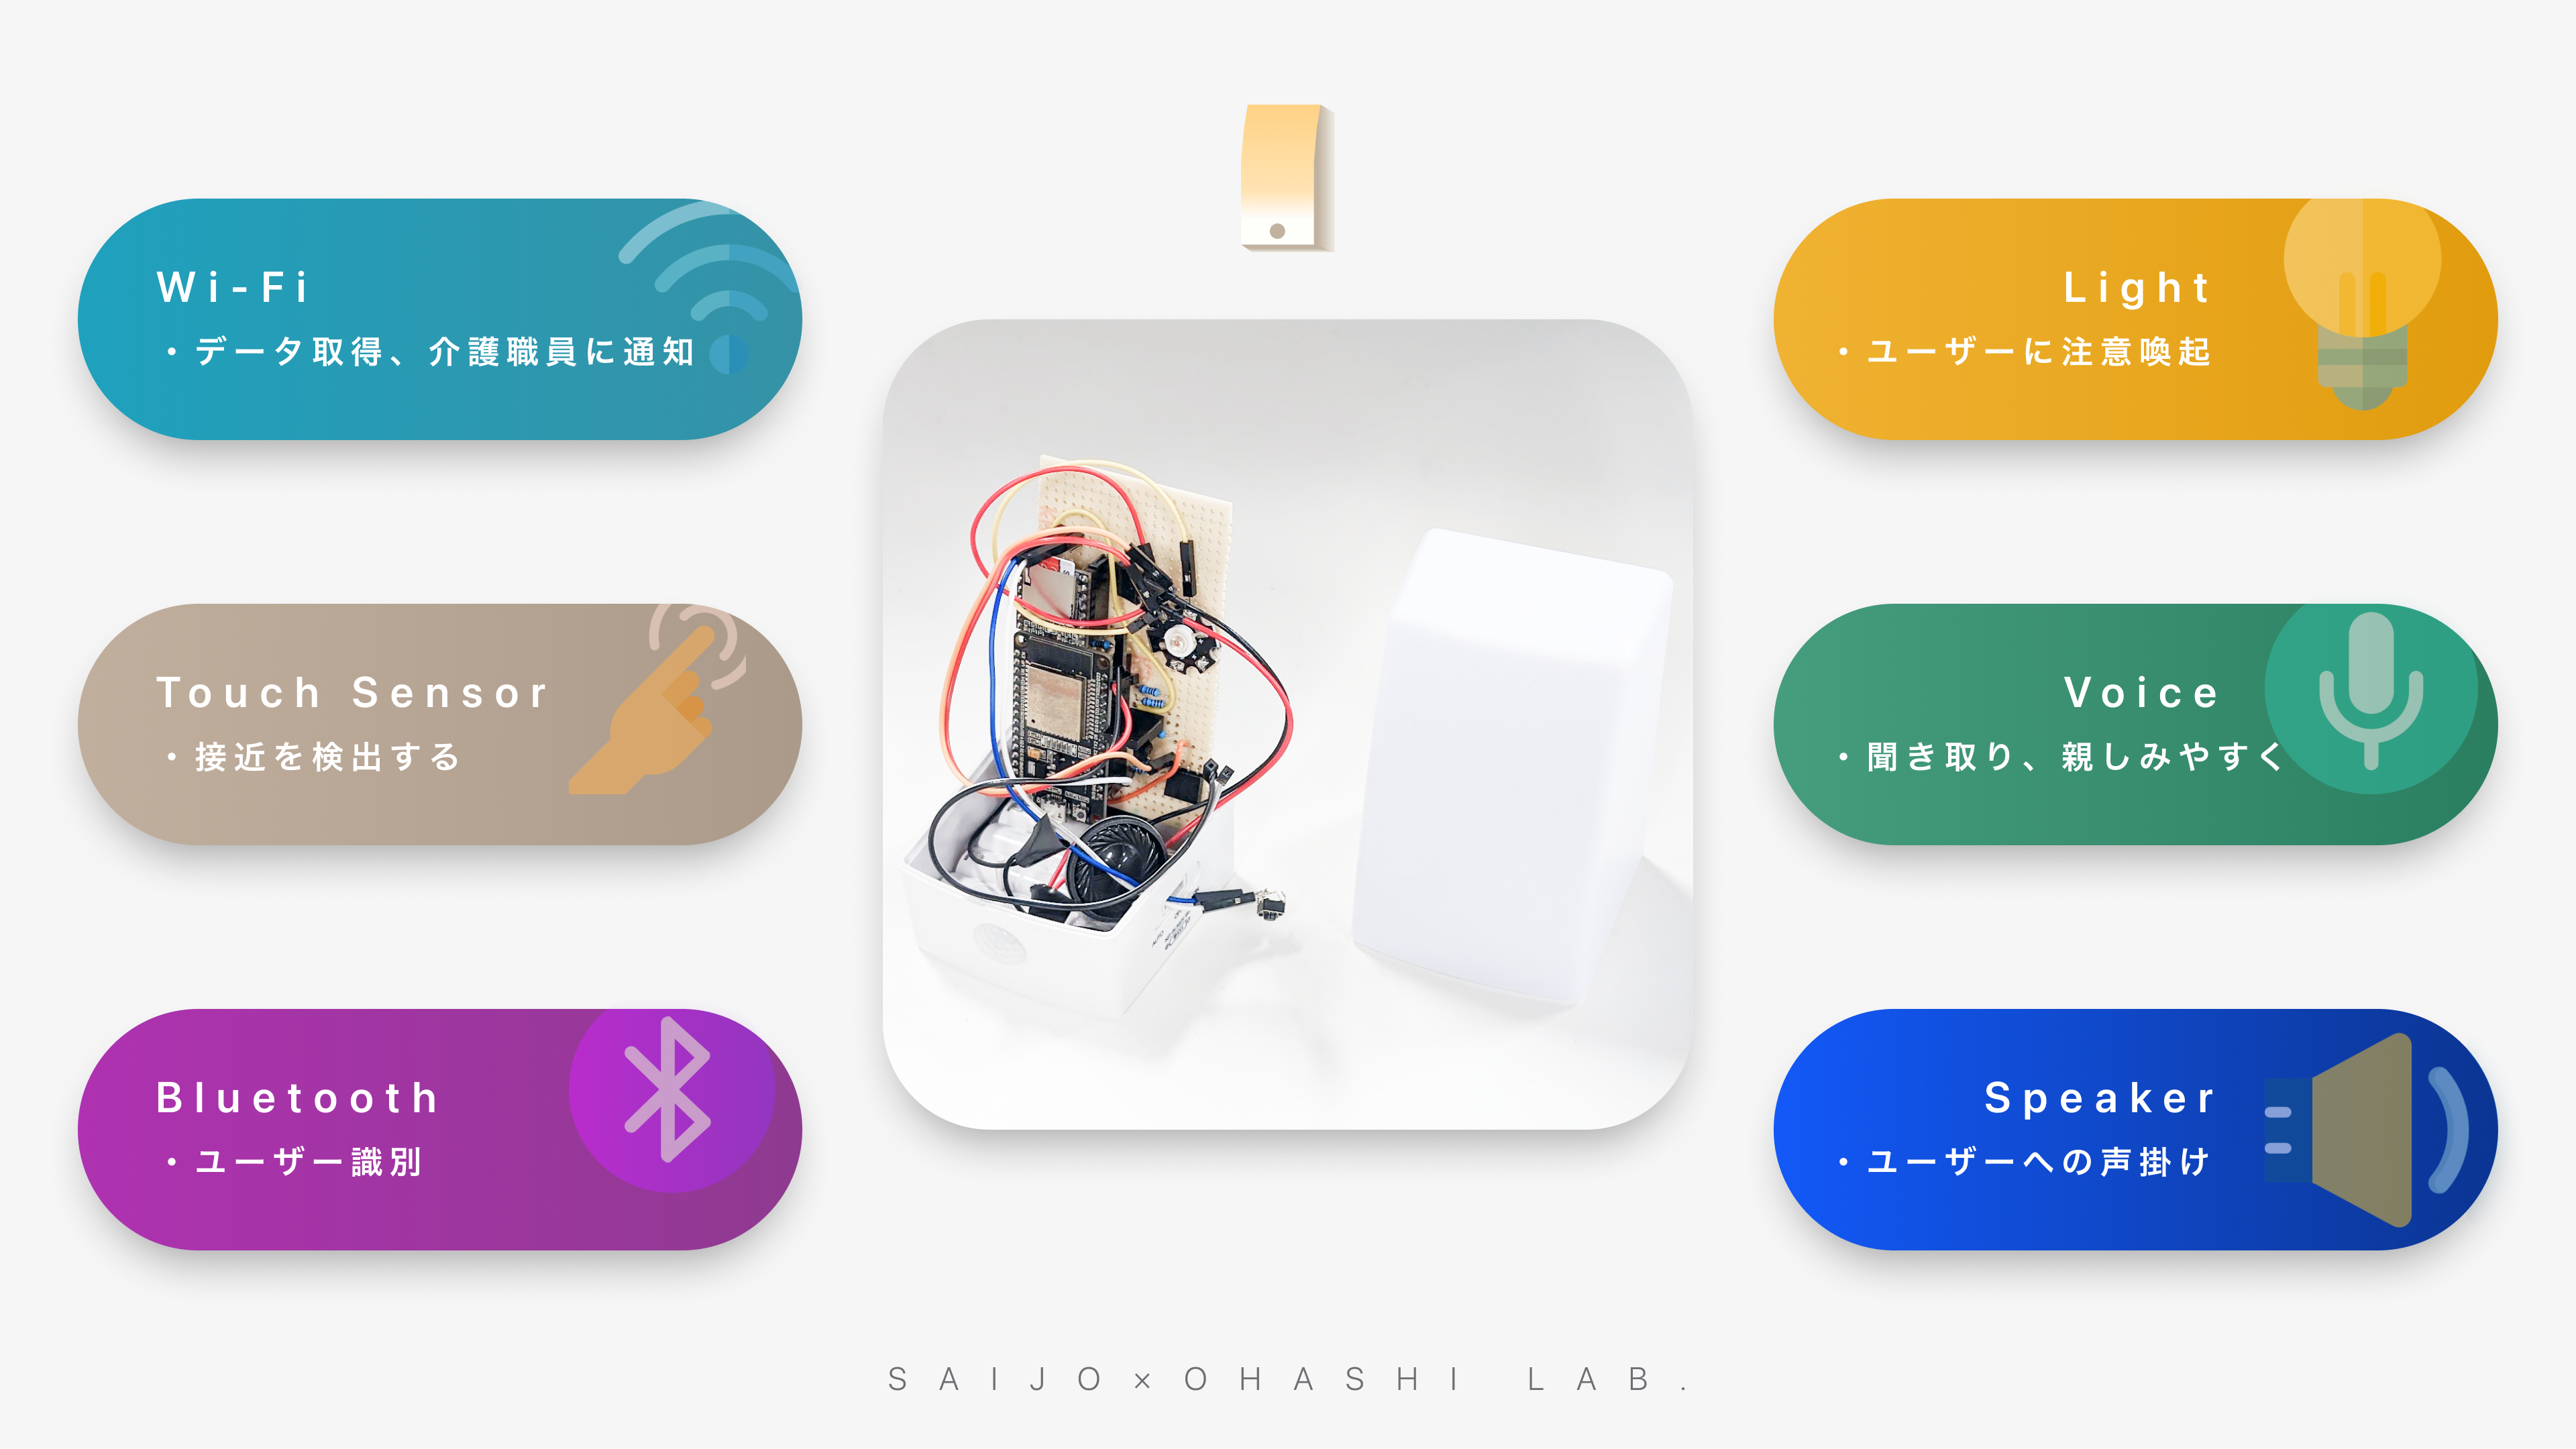 Wi-Fi
・データ取得、介護職員に通知
Touch Sensor
・接近を検出する
Bluetooth
・ユーザー識別
Light
・ユーザーに注意喚起
Voice
・聞き取り、親しみやすく
Speaker
・ユーザーへの声掛け
SAIJO×OHASHI LAB.